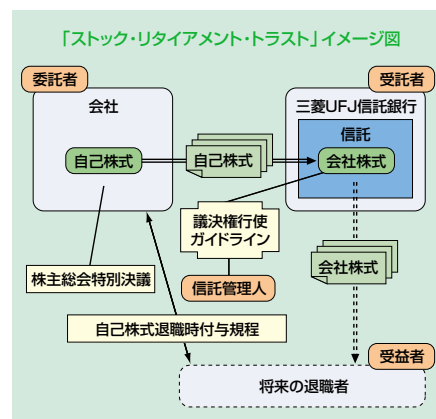 「ストック・リタイアメント・トラスト」イメージ図
委託者
受託者
会社
三菱UFJ信託銀行
信託
自己株式
自己株式
会社株式
議決権行使
ガイドライン
会社株式
株主総会特別決議
信託管理人
自己株式退職時付与規程
受益者
将来の退職者